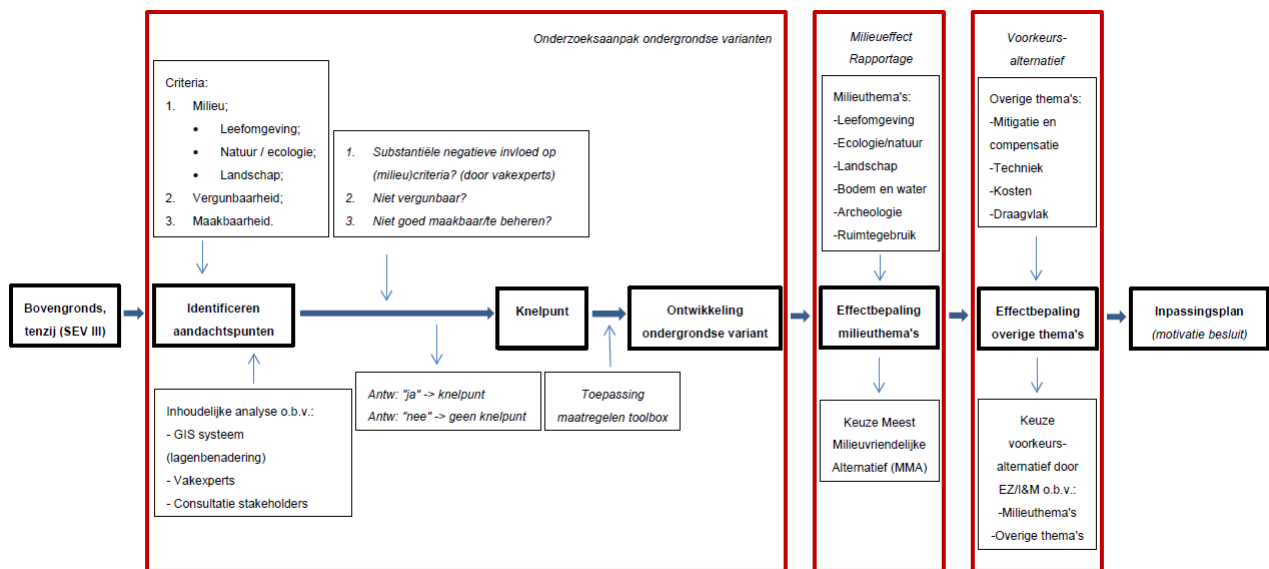 Onderzoeksaanpak ondergrondse varianten
Criteria:
1. Milieu;
• Leefomgeving;
• Natuur / ecologie;
• Landschap;
2. Vergunbaarheid;
3. Maakbaarheid.
1. Substantiële negatieve invloed op
(milieu)criteria? (door vakexperts)
2. Niet vergunbaar?
3. Niet goed maakbaar/te beheren?
Milieueffect
Rapportage
Milieuthema's:
-Leefomgeving
-Ecologie/natuur
-Landschap
-Bodem en water
-Archeologie
-Ruimtegebruik
Voorkeurs-
alternatief
Overige thema's:
-Mitigatie en
compensatie
-Techniek
-Kosten
-Draagvlak
Bovengronds,
tenzij (SEV III)
Identificeren
aandachtspunten
Knelpunt
Ontwikkeling
ondergrondse variant
Effectbepaling
milieuthema's
Effectbepaling
overige thema's
Inpassingsplan
(motivatie besluit)
Inhoudelijke analyse o.b.v.:
- GIS systeem
(lagenbenadering)
- Vakexperts
- Consultatie stakeholders
Antw: "ja" -> knelpunt
Antw: "nee" -> geen knelpunt
Toepassing
maatregelen toolbox
Keuze Meest
Milieuvriendelijke
Alternatief (MMA)
Keuze
voorkeurs-
alternatief door
EZ/I&M o.b.v.:
-Milieuthema's
-Overige thema's